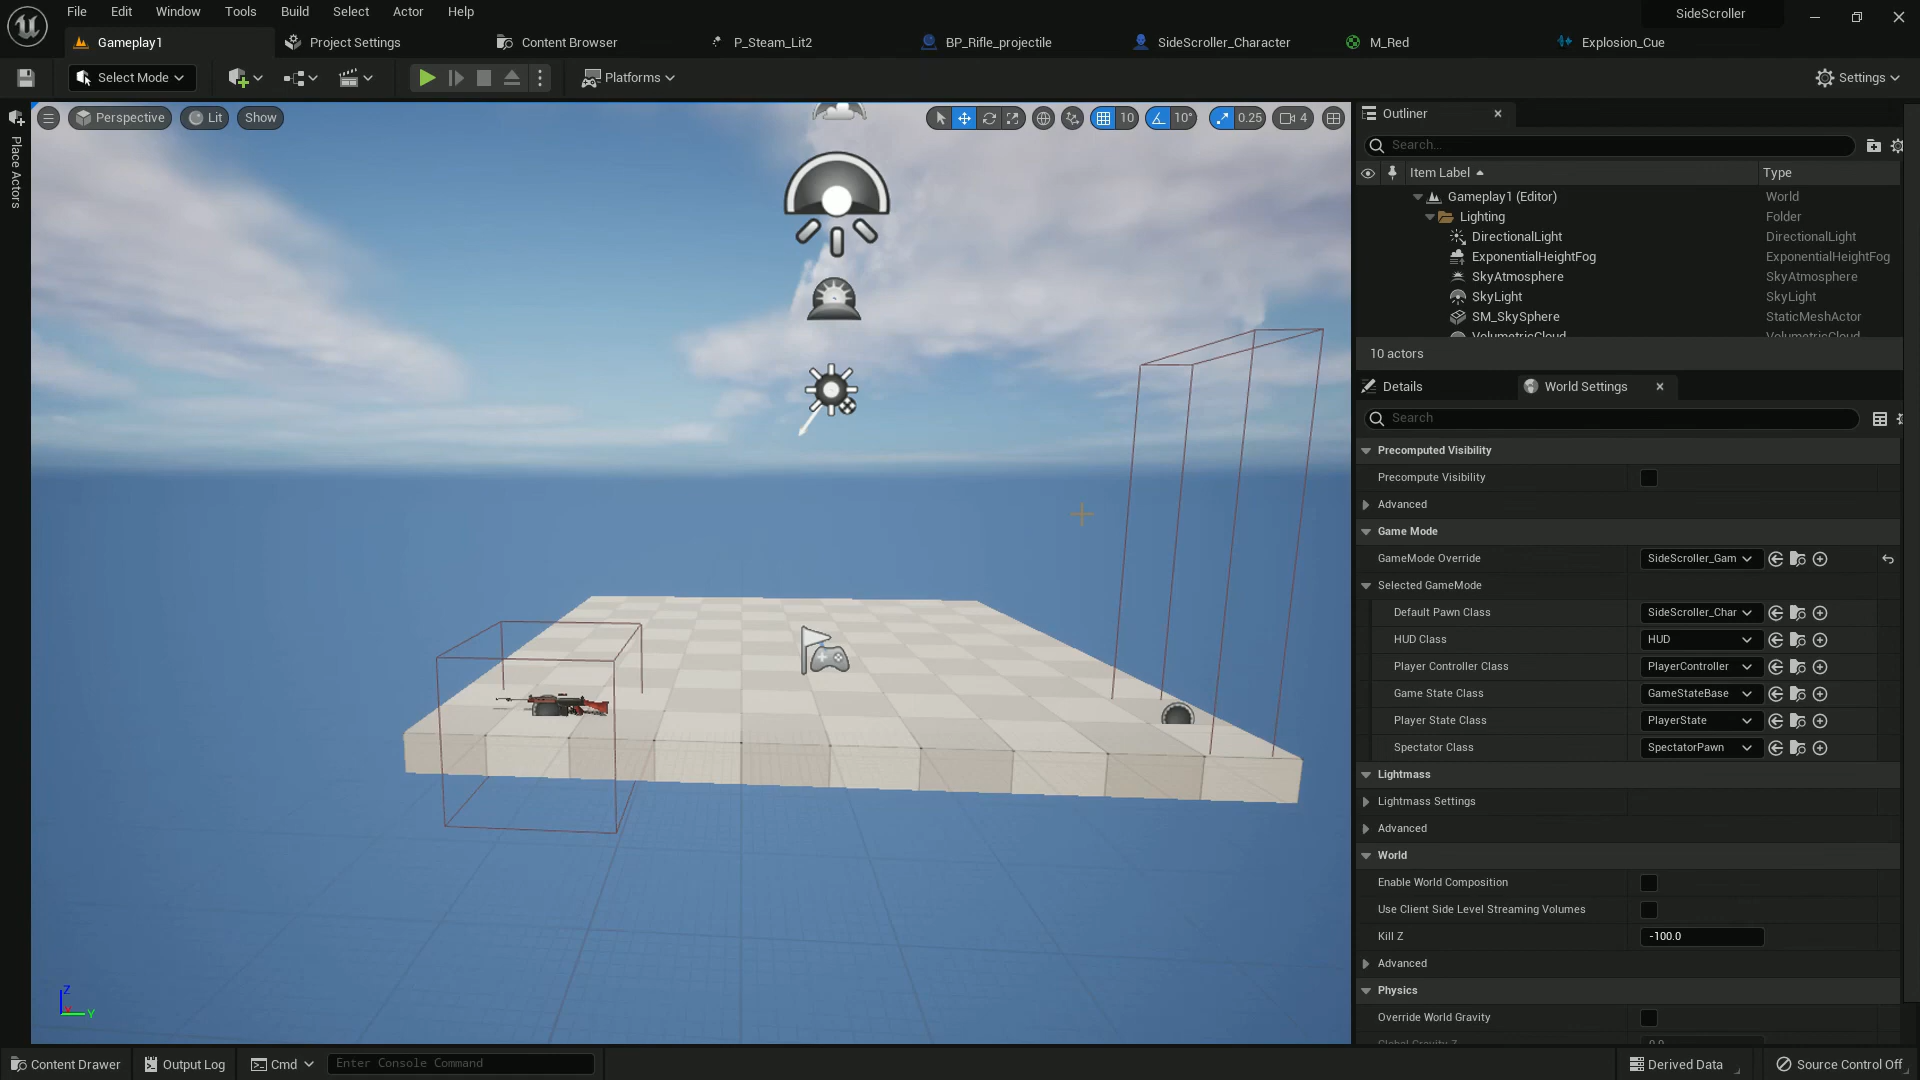 File Edit Window Tools Build Select Actor Help
SideScroller
Gameplay1 Project Settings Content Browser P_Steam_Lit2 BP_Rifle_projectile SideScroller_Character M_Red Explosion_Cue
Select Mode Platforms Settings
Place Actors
Perspective Lit Show 10 10° 0.25 4
Outliner
Search...
Item Label Type
Gameplay1 (Editor) World
Lighting Folder
DirectionalLight DirectionalLight
ExponentialHeightFog ExponentialHeightFog
SkyAtmosphere SkyAtmosphere
SkyLight SkyLight
SM_SkySphere StaticMeshActor
VolumetricCloud VolumetricCloud
10 actors
Details World Settings
Search
Precomputed Visibility
Precompute Visibility
Advanced
Game Mode
GameMode Override SideScroller_Gam
Selected GameMode
Default Pawn Class SideScroller_Char
HUD Class HUD
Player Controller Class PlayerController
Game State Class GameStateBase
Player State Class PlayerState
Spectator Class SpectatorPawn
Lightmass
Lightmass Settings
Advanced
World
Enable World Composition
Use Client Side Level Streaming Volumes
Kill Z -100.0
Advanced
Physics
Override World Gravity
Global Gravity Z 0.0
Z
Y
Content Drawer Output Log Cmd Enter Console Command Derived Data Source Control Off